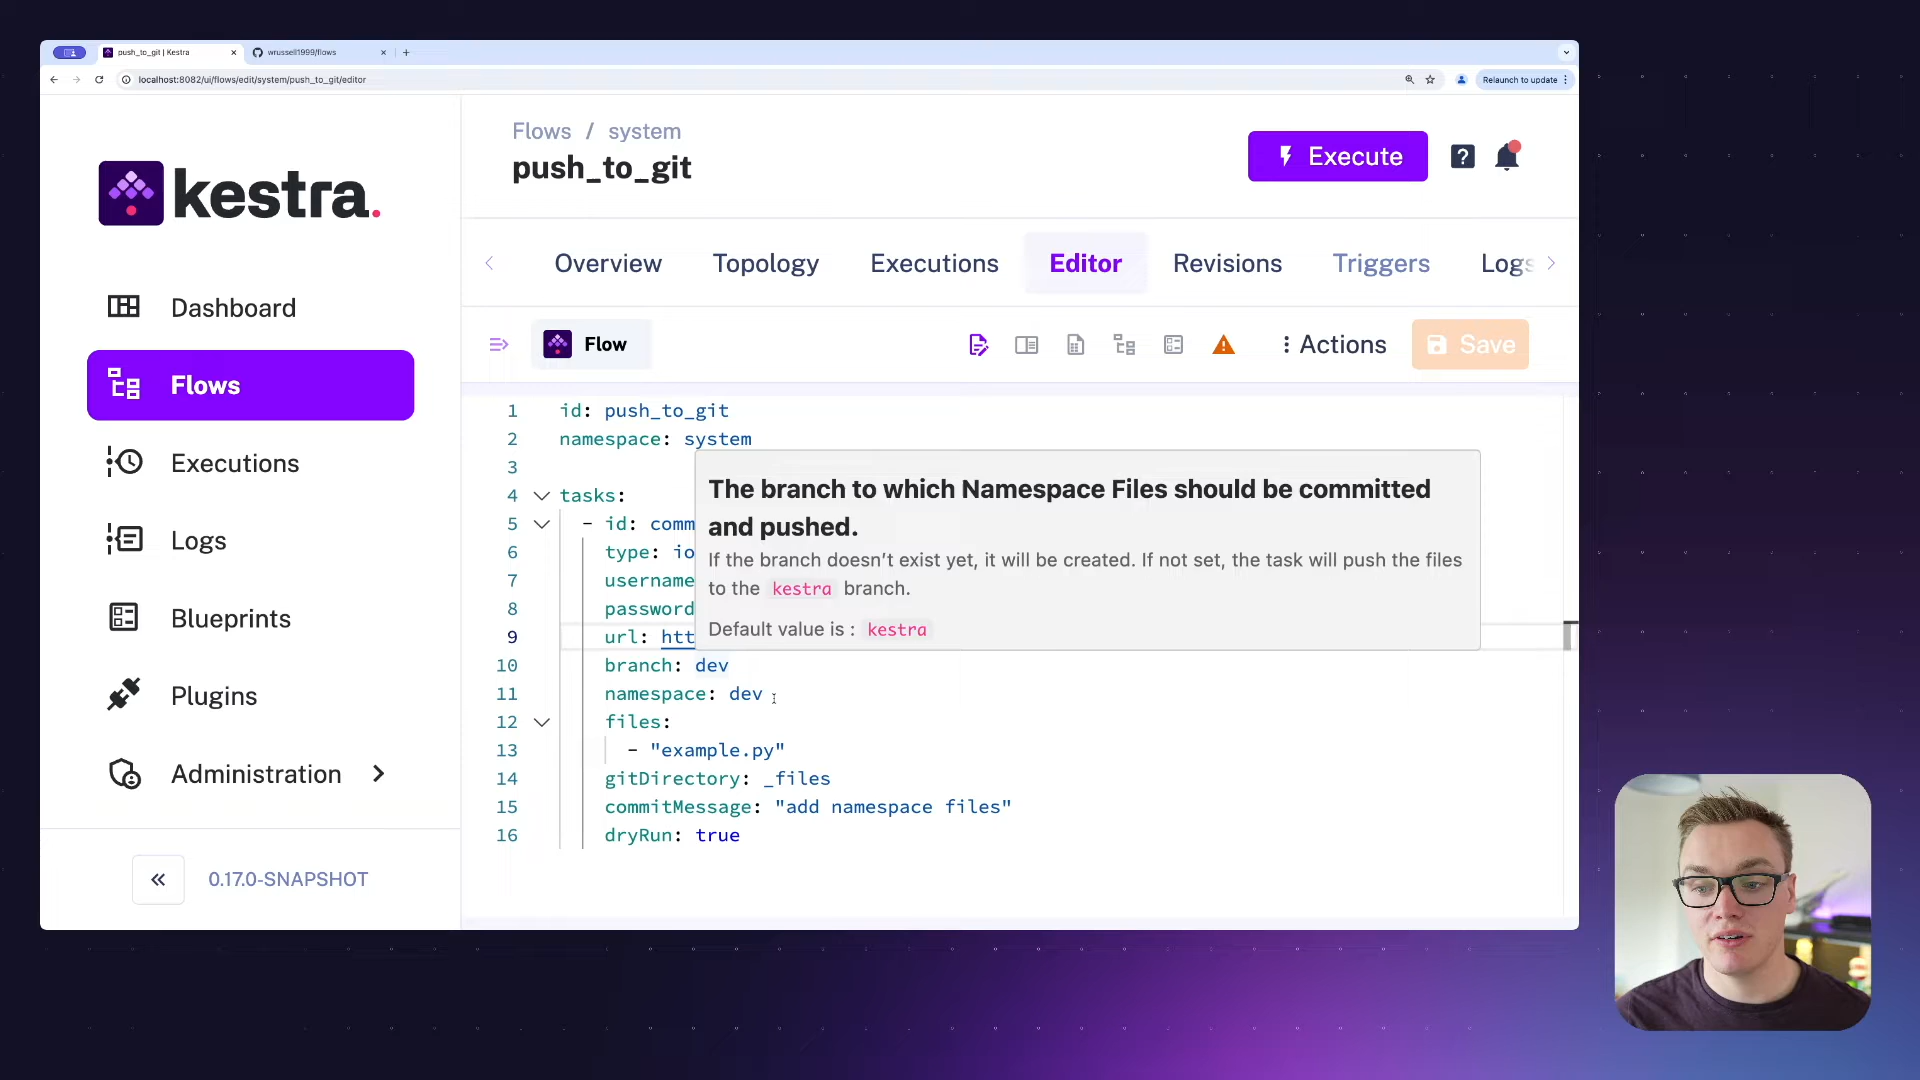 push_to_git | Kestra
wrussell1999/flows
localhost:8082/ui/flows/edit/system/push_to_git/editor
Relaunch to update
kestra.
Dashboard
Flows
Executions
Logs
Blueprints
Plugins
Administration
0.17.0-SNAPSHOT
Flows / system
push_to_git
Execute
?
Overview
Topology
Executions
Editor
Revisions
Triggers
Logs
Flow
Actions
Save
1 id: push_to_git
2 namespace: system
3
4 tasks:
5 - id: comm
6 type: io
7 username
8 password
9 url: htt
10 branch: dev
11 namespace: dev
12 files:
13 - "example.py"
14 gitDirectory: _files
15 commitMessage: "add namespace files"
16 dryRun: true
The branch to which Namespace Files should be committed
and pushed.
If the branch doesn’t exist yet, it will be created. If not set, the task will push the files
to the kestra branch.
Default value is : kestra